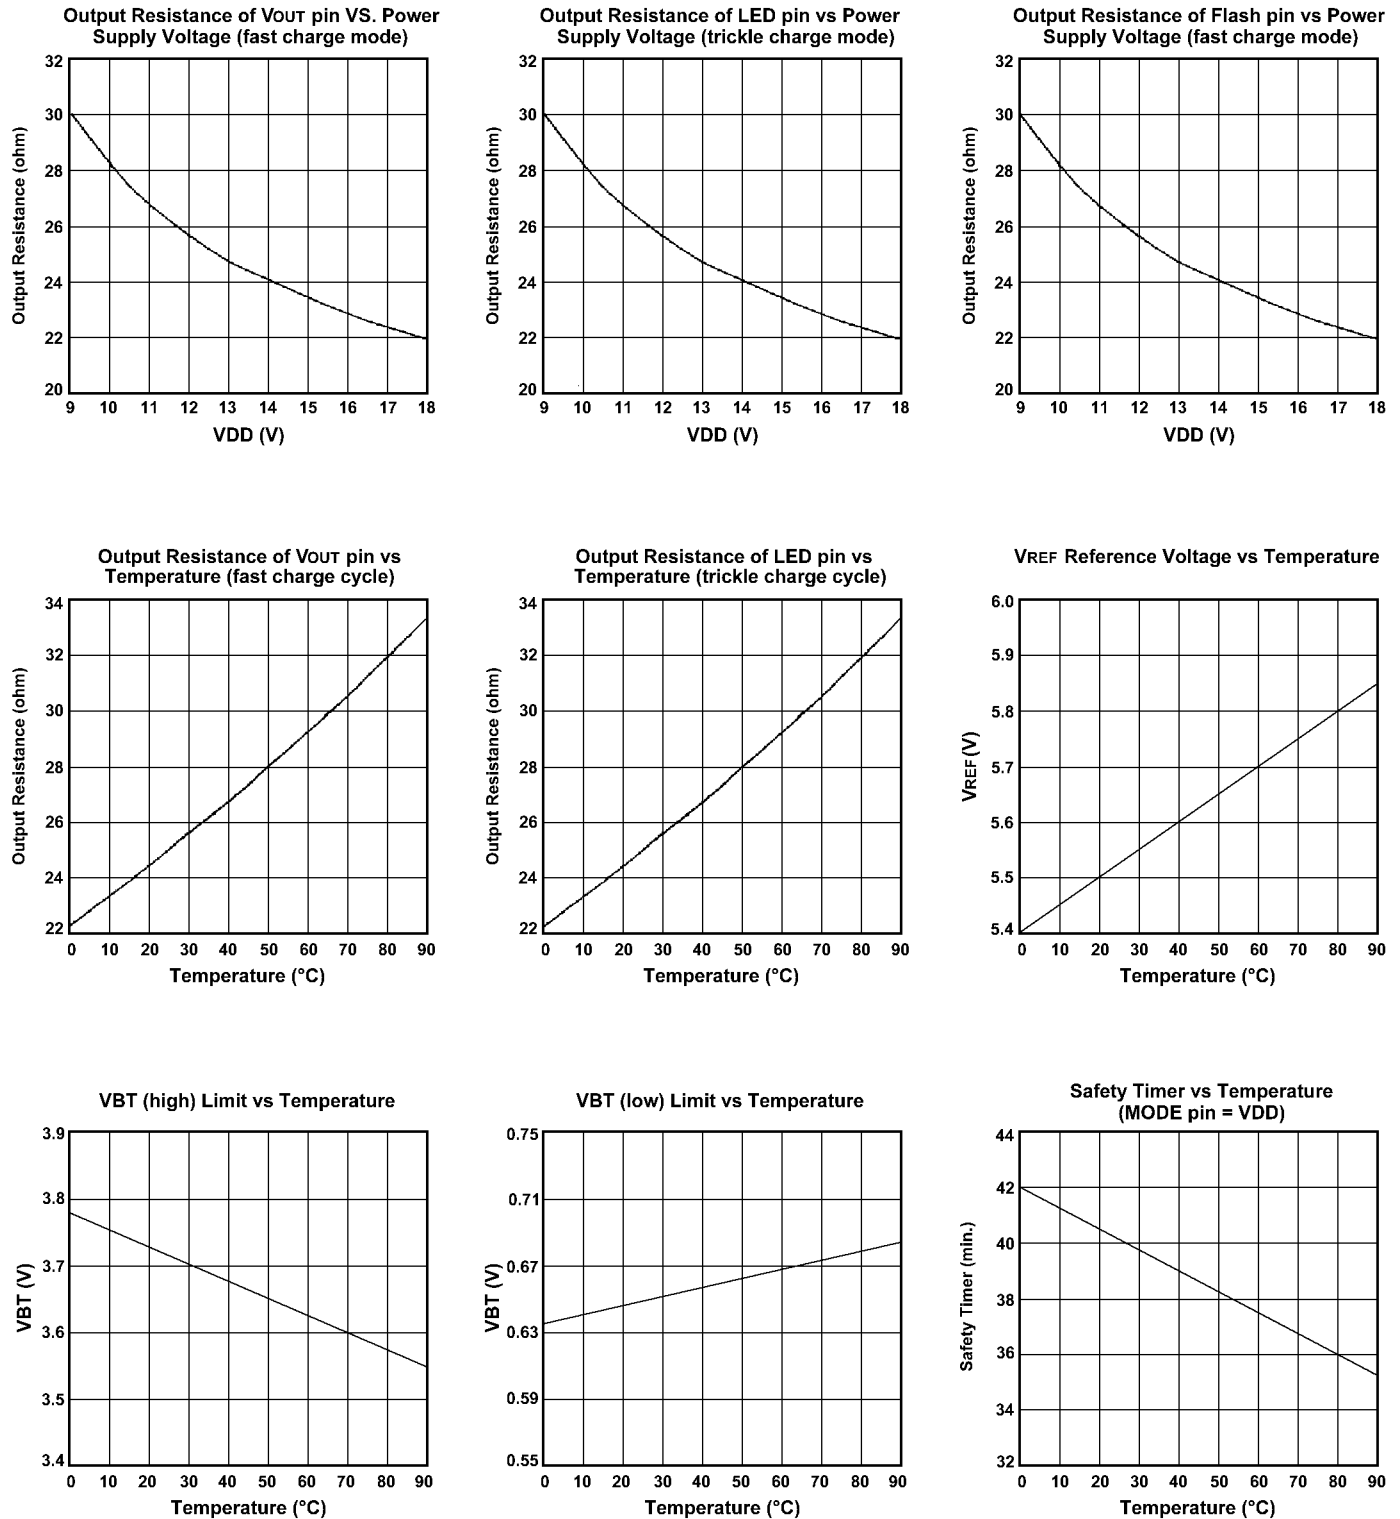 Output Resistance of VOUT pin VS. Power
Supply Voltage (fast charge mode)
32
30
28
26
24
22
20
Output Resistance (ohm)
9 10 11 12 13 14 15 16 17 18
VDD (V)
Output Resistance of LED pin vs Power
Supply Voltage (trickle charge mode)
32
30
28
26
24
22
20
Output Resistance (ohm)
9 10 11 12 13 14 15 16 17 18
VDD (V)
Output Resistance of Flash pin vs Power
Supply Voltage (fast charge mode)
32
30
28
26
24
22
20
Output Resistance (ohm)
9 10 11 12 13 14 15 16 17 18
VDD (V)
Output Resistance of VOUT pin vs
Temperature (fast charge cycle)
34
32
30
28
26
24
22
Output Resistance (ohm)
0 10 20 30 40 50 60 70 80 90
Temperature (°C)
Output Resistance of LED pin vs
Temperature (trickle charge cycle)
34
32
30
28
26
24
22
Output Resistance (ohm)
0 10 20 30 40 50 60 70 80 90
Temperature (°C)
VREF Reference Voltage vs Temperature
6.0
5.9
5.8
5.7
5.6
5.5
5.4
VREF (V)
0 10 20 30 40 50 60 70 80 90
Temperature (°C)
VBT (high) Limit vs Temperature
3.9
3.8
3.7
3.6
3.5
3.4
VBT (V)
0 10 20 30 40 50 60 70 80 90
Temperature (°C)
VBT (low) Limit vs Temperature
0.75
0.71
0.67
0.63
0.59
0.55
VBT (V)
0 10 20 30 40 50 60 70 80 90
Temperature (°C)
Safety Timer vs Temperature
(MODE pin = VDD)
44
42
40
38
36
34
32
Safety Timer (min.)
0 10 20 30 40 50 60 70 80 90
Temperature (°C)